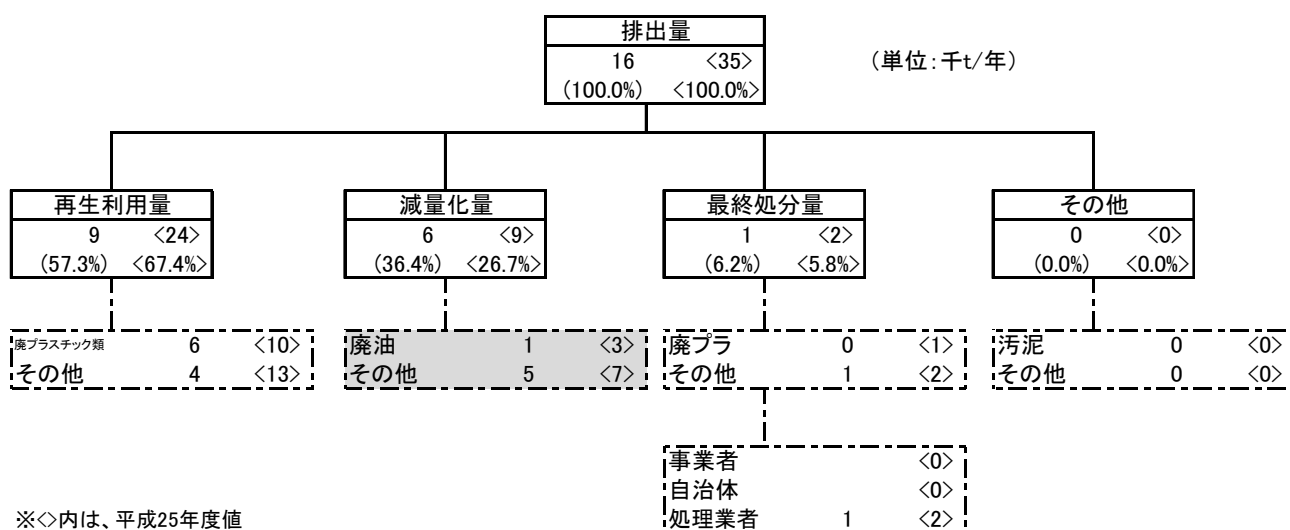 排出量
16 <35>
(100.0%) <100.0%>
(単位:千t/年)
再生利用量
9 <24>
(57.3%) <67.4%>
減量化量
6 <9>
(36.4%) <26.7%>
最終処分量
1 <2>
(6.2%) <5.8%>
その他
0 <0>
(0.0%) <0.0%>
廃プラスチック類 6 <10>
その他 4 <13>
廃油 1 <3>
その他 5 <7>
廃プラ 0 <1>
その他 1 <2>
汚泥 0 <0>
その他 0 <0>
事業者 <0>
自治体 <0>
処理業者 1 <2>
※<>内は、平成25年度値